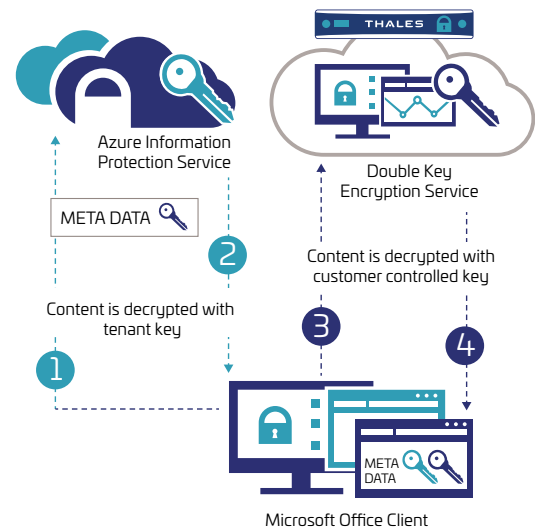 THALES
Azure Information
Protection Service
Double Key
Encryption Service
META DATA
2
Content is decrypted with
customer controlled key
Content is decrypted with
tenant key
3
4
1
META
DATA
Microsoft Office Client